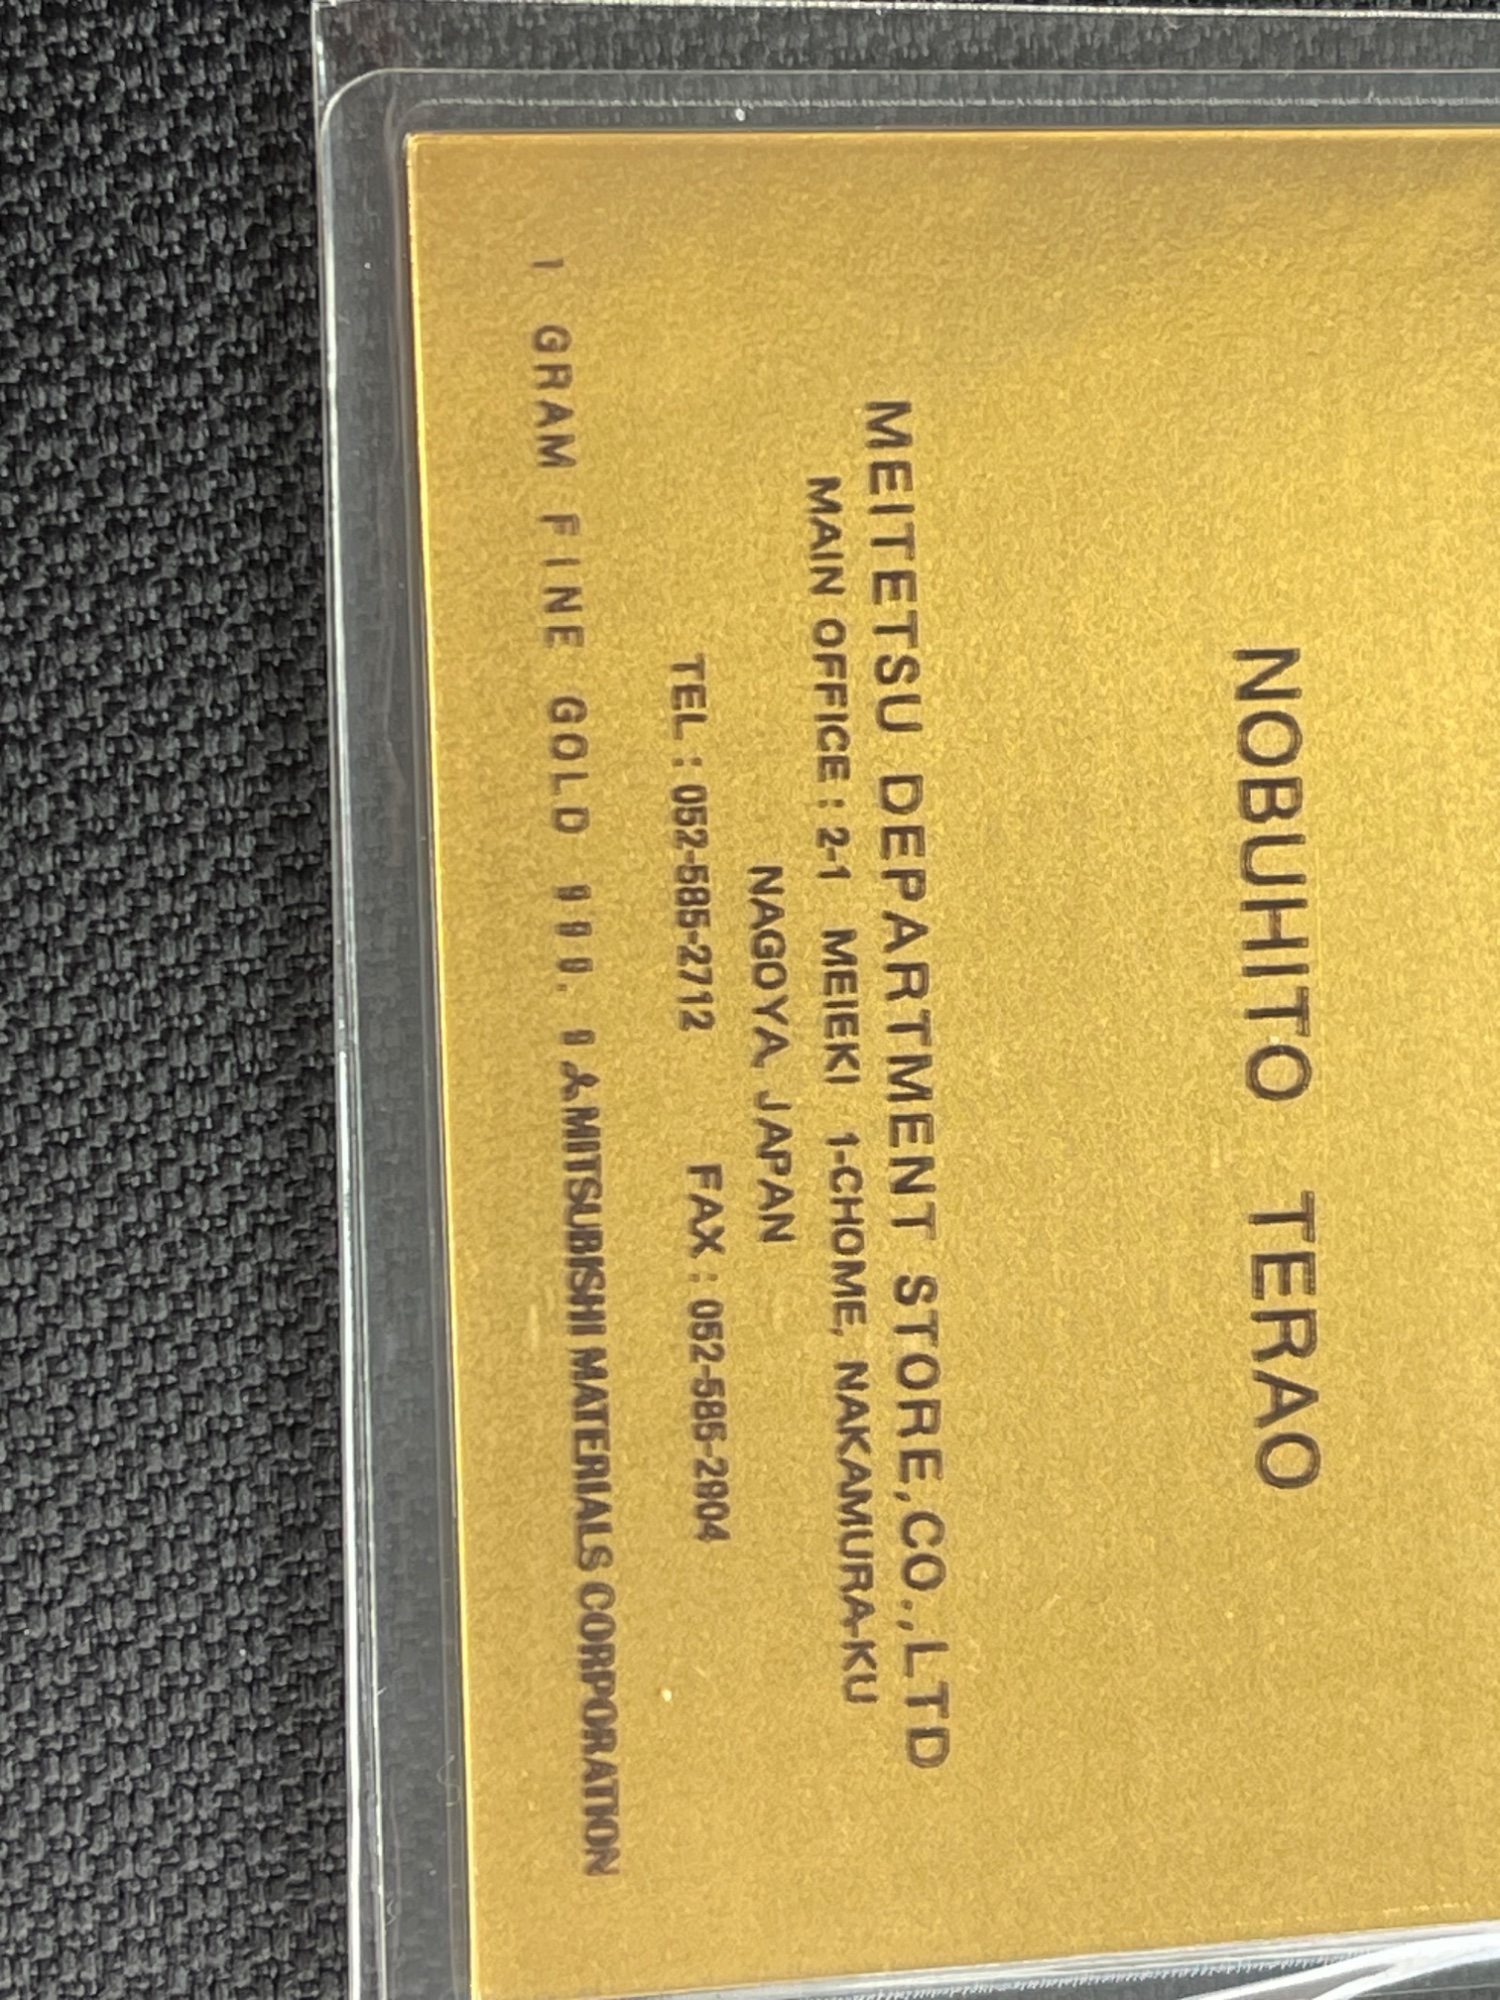 NOBUHITO TERAO
MEITETSU DEPARTMENT STORE,CO.,LTD
MAIN OFFICE : 2-1 MEIEKI 1-CHOME, NAKAMURA-KU
NAGOYA, JAPAN
TEL : 052-585-2712 FAX : 052-585-2904
1 GRAM FINE GOLD 999.9 MITSUBISHI MATERIALS CORPORATION